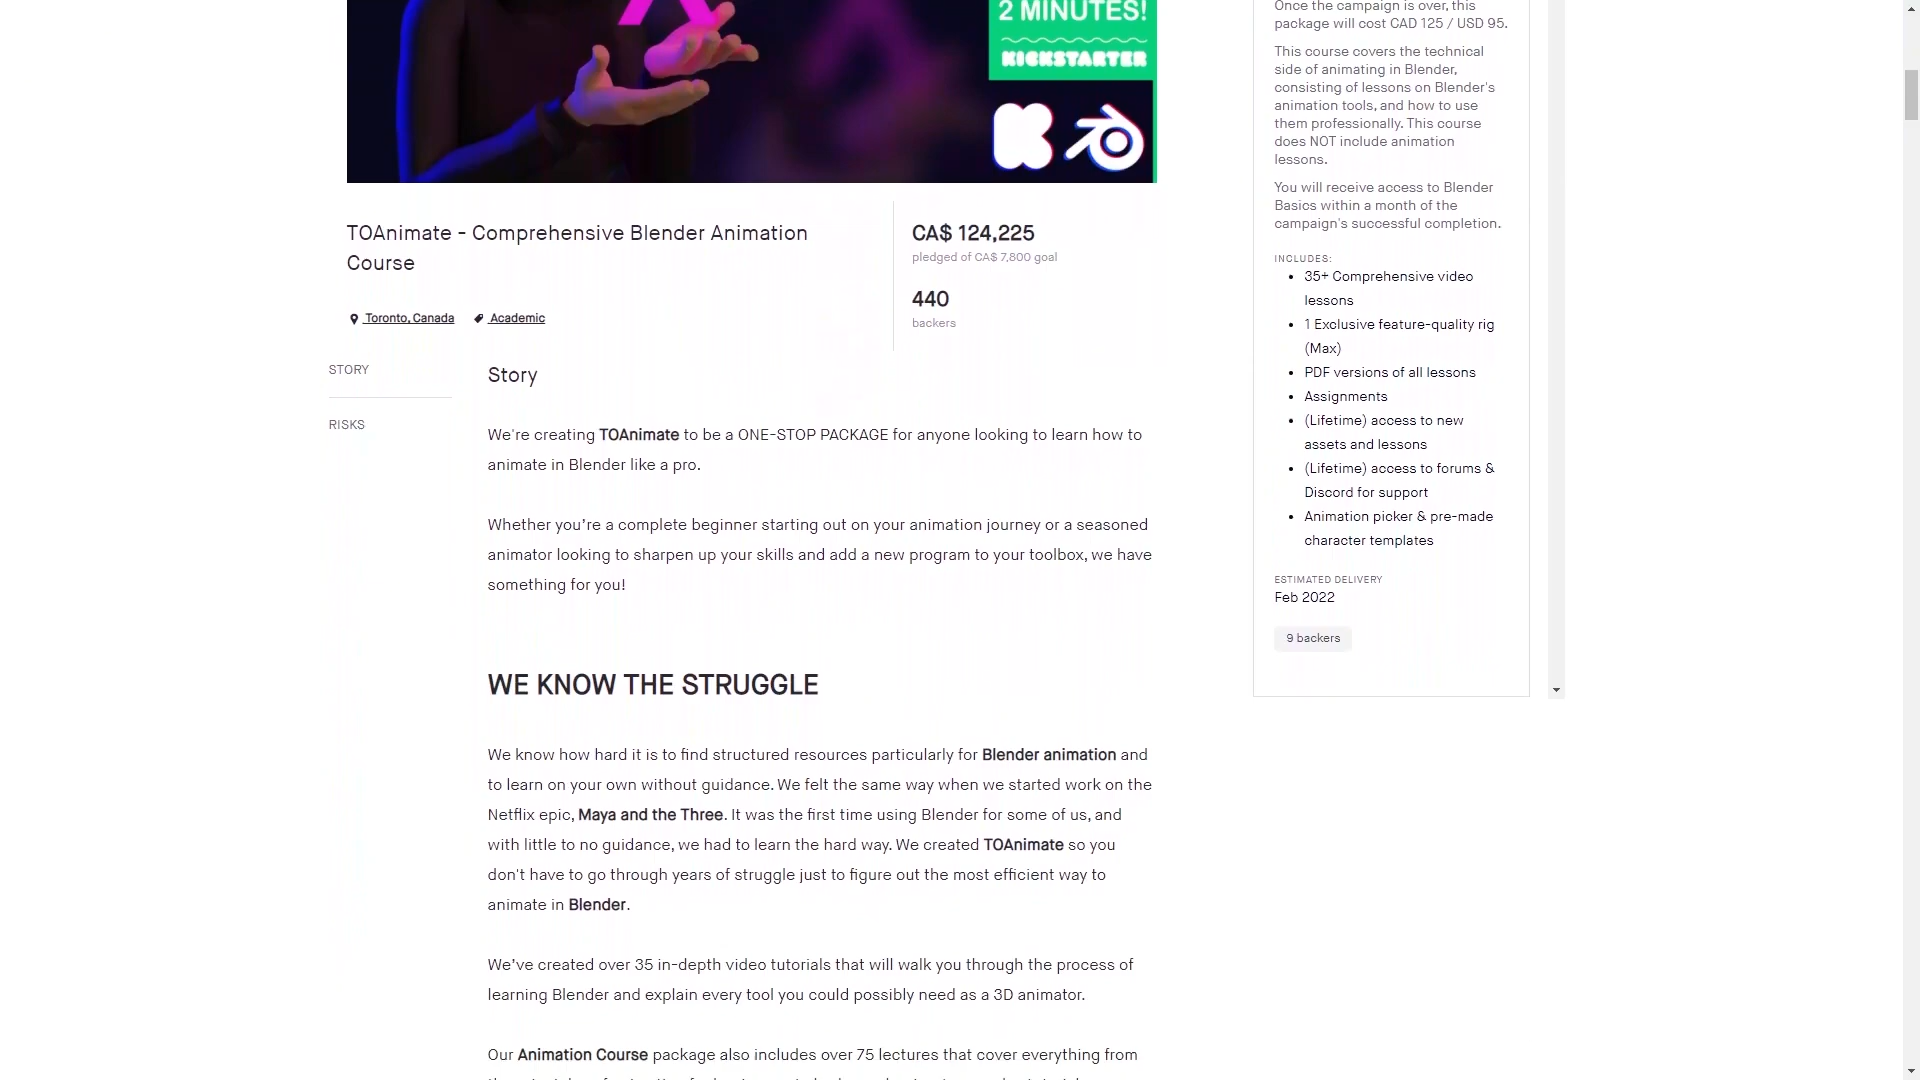 2 MINUTES!
KICKSTARTER
TOAnimate - Comprehensive Blender Animation
Course
Toronto, Canada
Academic
CA$ 124,225
pledged of CA$ 7,800 goal
440
backers
STORY
RISKS
Story
We're creating TOAnimate to be a ONE-STOP PACKAGE for anyone looking to learn how to
animate in Blender like a pro.
Whether you’re a complete beginner starting out on your animation journey or a seasoned
animator looking to sharpen up your skills and add a new program to your toolbox, we have
something for you!
WE KNOW THE STRUGGLE
We know how hard it is to find structured resources particularly for Blender animation and
to learn on your own without guidance. We felt the same way when we started work on the
Netflix epic, Maya and the Three. It was the first time using Blender for some of us, and
with little to no guidance, we had to learn the hard way. We created TOAnimate so you
don't have to go through years of struggle just to figure out the most efficient way to
animate in Blender.
We’ve created over 35 in-depth video tutorials that will walk you through the process of
learning Blender and explain every tool you could possibly need as a 3D animator.
Our Animation Course package also includes over 75 lectures that cover everything from
Once the campaign is over, this
package will cost CAD 125 / USD 95.
This course covers the technical
side of animating in Blender,
consisting of lessons on Blender's
animation tools, and how to use
them professionally. This course
does NOT include animation
lessons.
You will receive access to Blender
Basics within a month of the
campaign's successful completion.
INCLUDES:
• 35+ Comprehensive video
lessons
• 1 Exclusive feature-quality rig
(Max)
• PDF versions of all lessons
• Assignments
• (Lifetime) access to new
assets and lessons
• (Lifetime) access to forums &
Discord for support
• Animation picker & pre-made
character templates
ESTIMATED DELIVERY
Feb 2022
9 backers